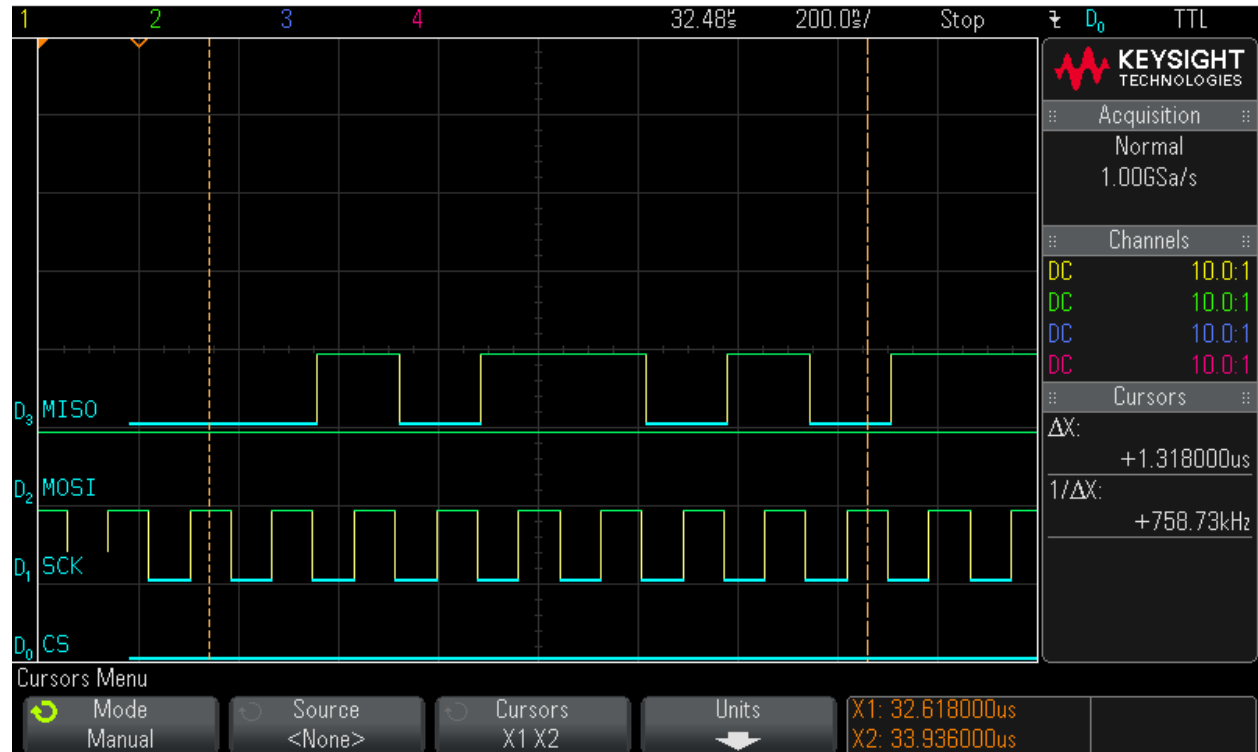 1 2 3 4 32.48µs 200.0ns/ Stop D0 TTL
KEYSIGHT
TECHNOLOGIES
Acquisition
Normal
1.00GSa/s
Channels
DC 10.0:1
DC 10.0:1
DC 10.0:1
DC 10.0:1
Cursors
ΔX:
+1.318000us
1/ΔX:
+758.73kHz
D3 MISO
D2 MOSI
D1 SCK
D0 CS
Cursors Menu
Mode
Manual
Source
<None>
Cursors
X1 X2
Units
X1: 32.618000us
X2: 33.936000us